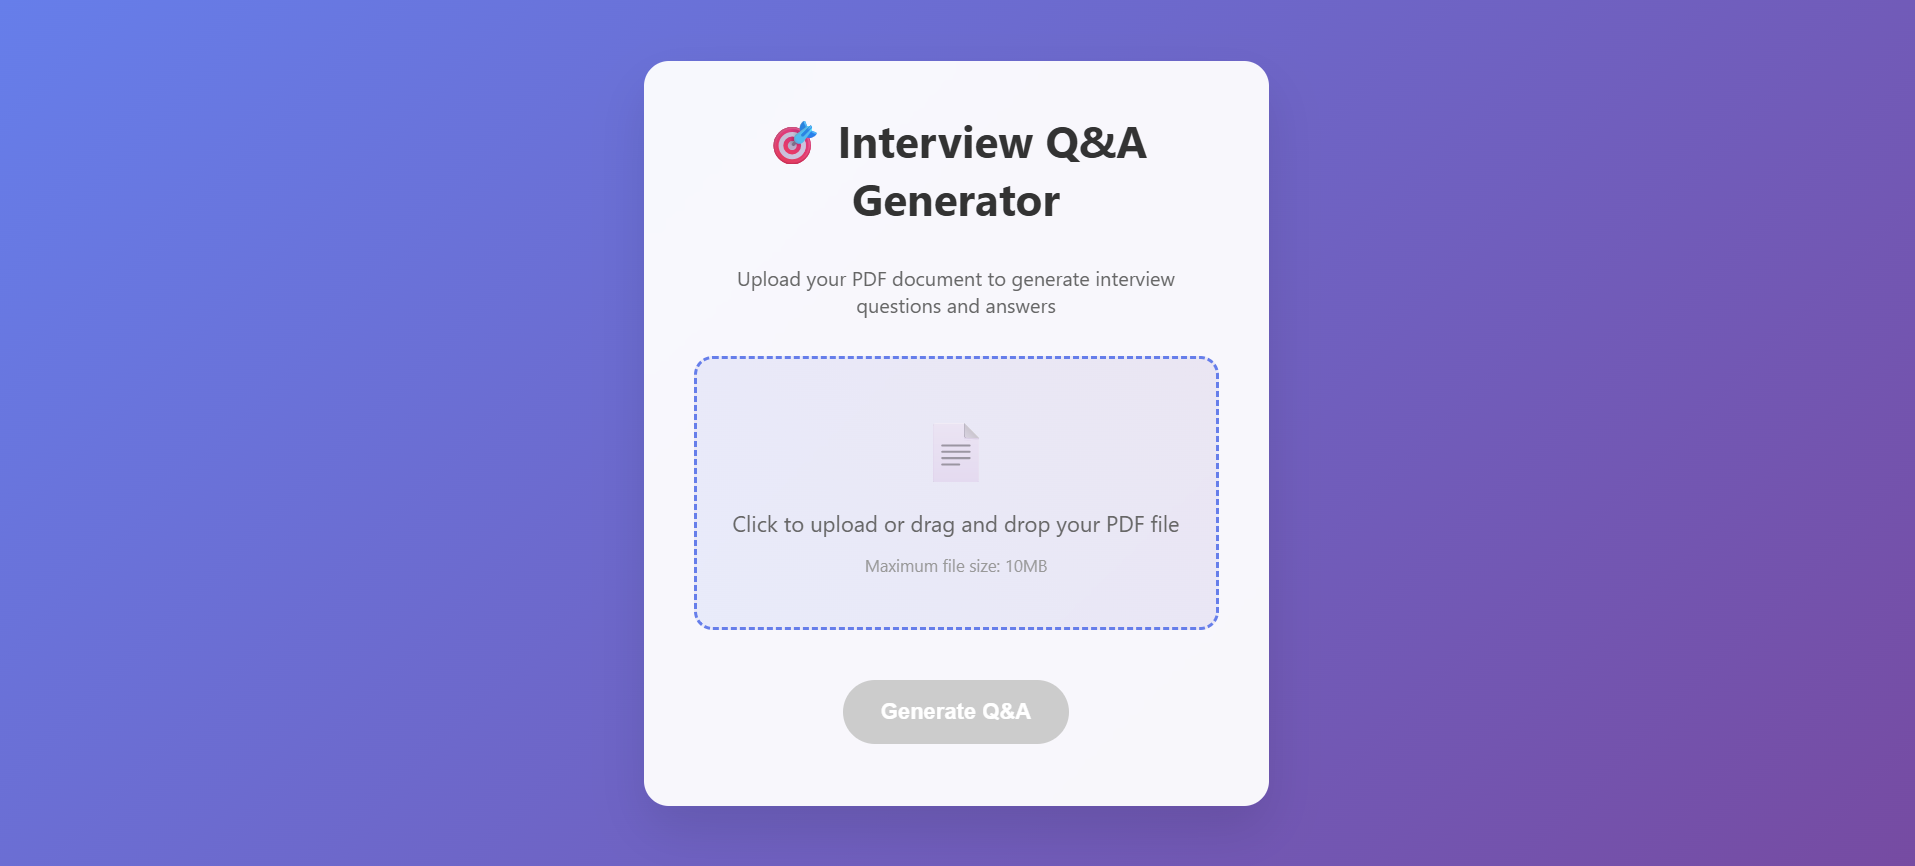 Interview Q&A
Generator
Upload your PDF document to generate interview
questions and answers
Click to upload or drag and drop your PDF file
Maximum file size: 10MB
Generate Q&A